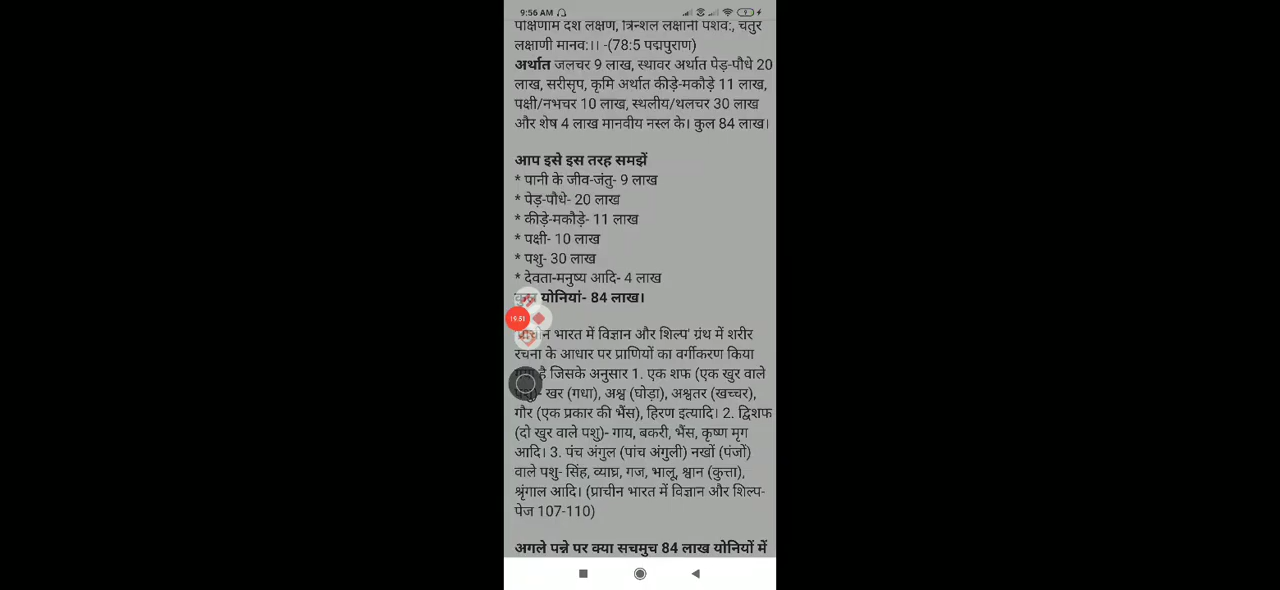 9:56 AM
9
पक्षिणाम दश लक्षण, त्रिन्शल लक्षानी पशव:, चतुर
लक्षाणी मानव:।। -(78:5 पद्मपुराण)
अर्थात जलचर 9 लाख, स्थावर अर्थात पेड़-पौधे 20
लाख, सरीसृप, कृमि अर्थात कीड़े-मकौड़े 11 लाख,
पक्षी/नभचर 10 लाख, स्थलीय/थलचर 30 लाख
और शेष 4 लाख मानवीय नस्ल के। कुल 84 लाख।
आप इसे इस तरह समझें
* पानी के जीव-जंतु- 9 लाख
* पेड़-पौधे- 20 लाख
* कीड़े-मकौड़े- 11 लाख
* पक्षी- 10 लाख
* पशु- 30 लाख
* देवता-मनुष्य आदि- 4 लाख
कुल योनियां- 84 लाख।
19:51
प्राचीन भारत में विज्ञान और शिल्प' ग्रंथ में शरीर
रचना के आधार पर प्राणियों का वर्गीकरण किया
है जिसके अनुसार 1. एक शफ (एक खुर वाले
पशु)- खर (गधा), अश्व (घोड़ा), अश्वतर (खच्चर),
गौर (एक प्रकार की भैंस), हिरण इत्यादि। 2. द्विशफ
(दो खुर वाले पशु)- गाय, बकरी, भैंस, कृष्ण मृग
आदि। 3. पंच अंगुल (पांच अंगुली) नखों (पंजों)
वाले पशु- सिंह, व्याघ्र, गज, भालू, श्वान (कुत्ता),
श्रृंगाल आदि। (प्राचीन भारत में विज्ञान और शिल्प-
पेज 107-110)
अगले पन्ने पर क्या सचमुच 84 लाख योनियों में